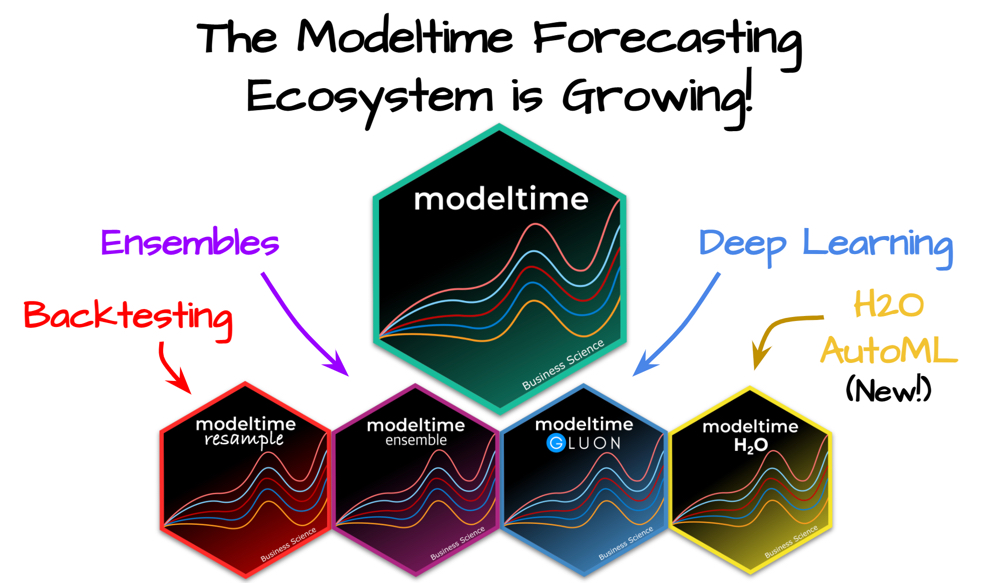 The Modeltime Forecasting
Ecosystem is Growing!
modeltime
Business Science
Ensembles
Deep Learning
Backtesting
H2O
AutoML
(New!)
modeltime
resample
Business Science
modeltime
ensemble
Business Science
modeltime
GLUON
Business Science
modeltime
H₂O
Business Science